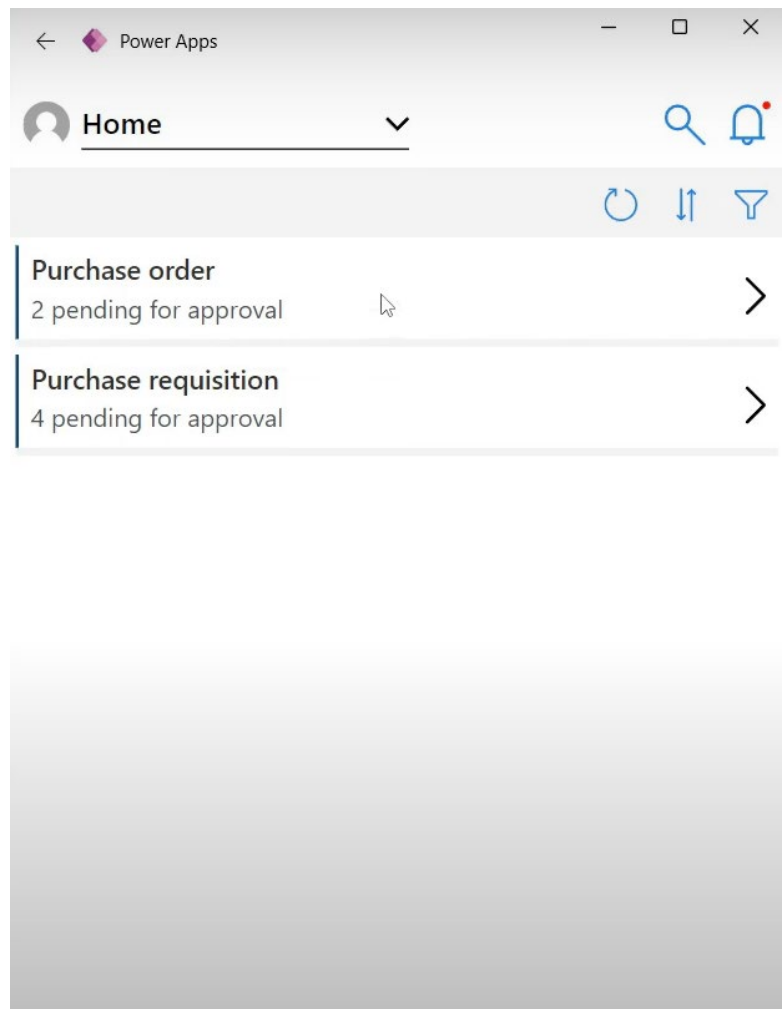 Power Apps
Home
Purchase order
2 pending for approval
Purchase requisition
4 pending for approval